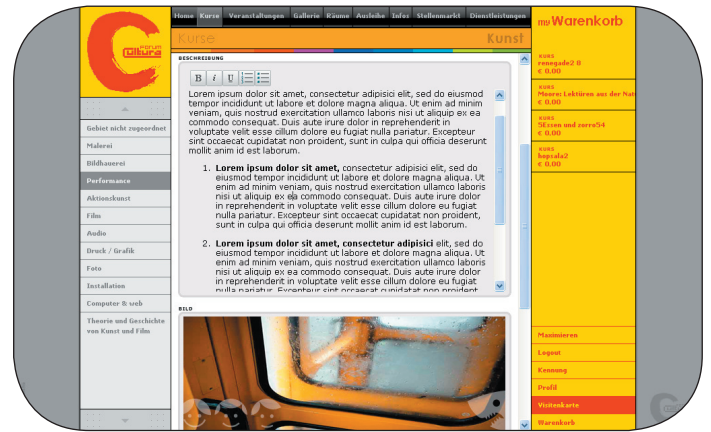 Home Kurse Veranstaltungen Gallerie Räume Ausleihe Infos Stellenmarkt Dienstleistungen
Forum
Cultura
Kurse
Kunst
my Warenkorb
KURS
renegade2 8
€ 0,00
KURS
Moore: Lektüren aus der Nat
€ 0,00
KURS
5Essen und zorro54
€ 0,00
KURS
hopsala2
€ 0,00
Gebiet nicht zugeordnet
Malerei
Bildhauerei
Performance
Aktionskunst
Film
Audio
Druck / Grafik
Foto
Installation
Computer & web
Theorie und Geschichte
von Kunst und Film
BESCHREIBUNG
B i U
Lorem ipsum dolor sit amet, consectetur adipisici elit, sed do eiusmod
tempor incididunt ut labore et dolore magna aliqua. Ut enim ad minim
veniam, quis nostrud exercitation ullamco laboris nisi ut aliquip ex ea
commodo consequat. Duis aute irure dolor in reprehenderit in
voluptate velit esse cillum dolore eu fugiat nulla pariatur. Excepteur
sint occaecat cupidatat non proident, sunt in culpa qui officia deserunt
mollit anim id est laborum.
1. Lorem ipsum dolor sit amet, consectetur adipisici elit, sed do
eiusmod tempor incididunt ut labore et dolore magna aliqua. Ut
enim ad minim veniam, quis nostrud exercitation ullamco laboris
nisi ut aliquip ex ea commodo consequat. Duis aute irure dolor
in reprehenderit in voluptate velit esse cillum dolore eu fugiat
nulla pariatur. Excepteur sint occaecat cupidatat non proident,
sunt in culpa qui officia deserunt mollit anim id est laborum.
2. Lorem ipsum dolor sit amet, consectetur adipisici elit, sed do
eiusmod tempor incididunt ut labore et dolore magna aliqua. Ut
enim ad minim veniam, quis nostrud exercitation ullamco laboris
nisi ut aliquip ex ea commodo consequat. Duis aute irure dolor
in reprehenderit in voluptate velit esse cillum dolore eu fugiat
nulla pariatur. Excepteur sint occaecat cupidatat non proident
BILD
Maximieren
Logout
Kennung
Profil
Visitenkarte
Warenkorb